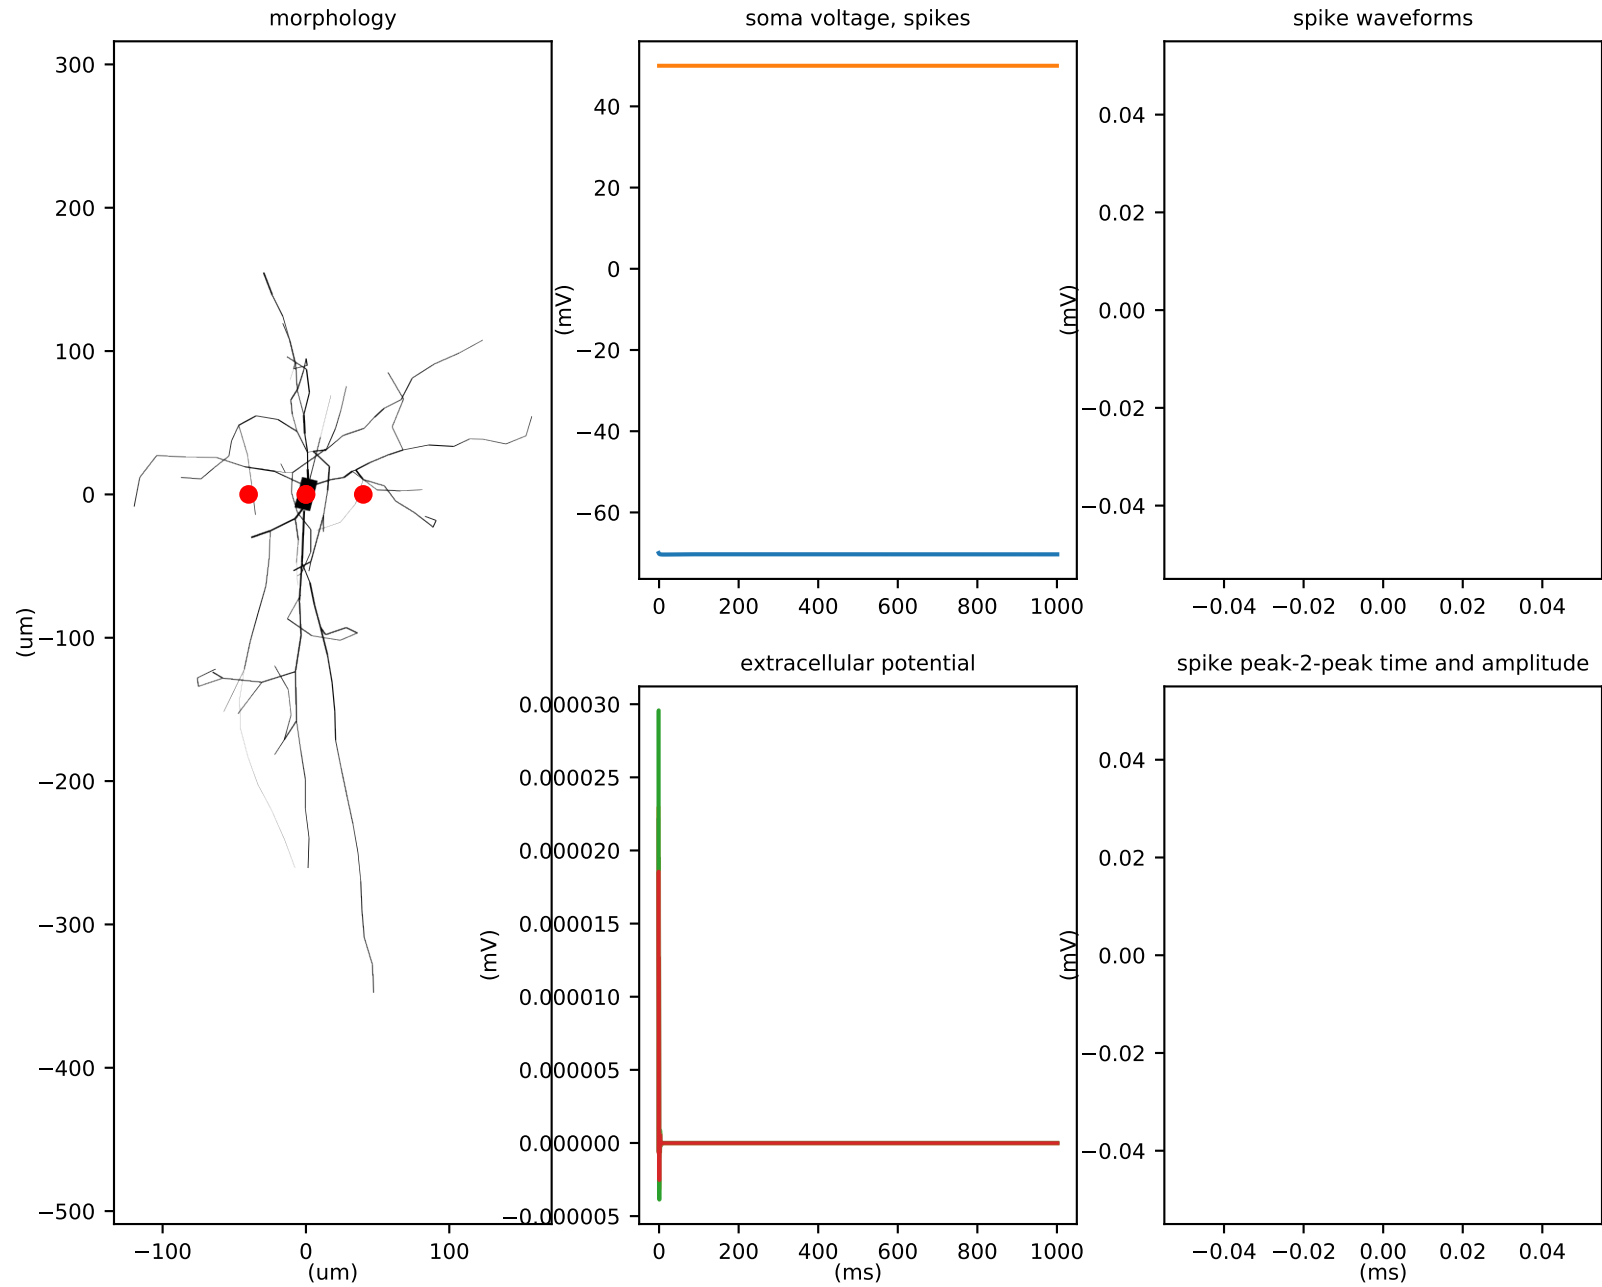 morphology
300
200
100
0
−100
−200
−300
−400
−500
(um)
−100 0 100
(um)
soma voltage, spikes
40
20
0
−20
−40
−60
(mV)
0 200 400 600 800 1000
spike waveforms
0.04
0.02
0.00
−0.02
−0.04
(mV)
−0.04 −0.02 0.00 0.02 0.04
extracellular potential
0.000030
0.000025
0.000020
0.000015
0.000010
0.000005
0.000000
−0.000005
(mV)
0 200 400 600 800 1000
(ms)
spike peak-2-peak time and amplitude
0.04
0.02
0.00
−0.02
−0.04
(mV)
−0.04 −0.02 0.00 0.02 0.04
(ms)